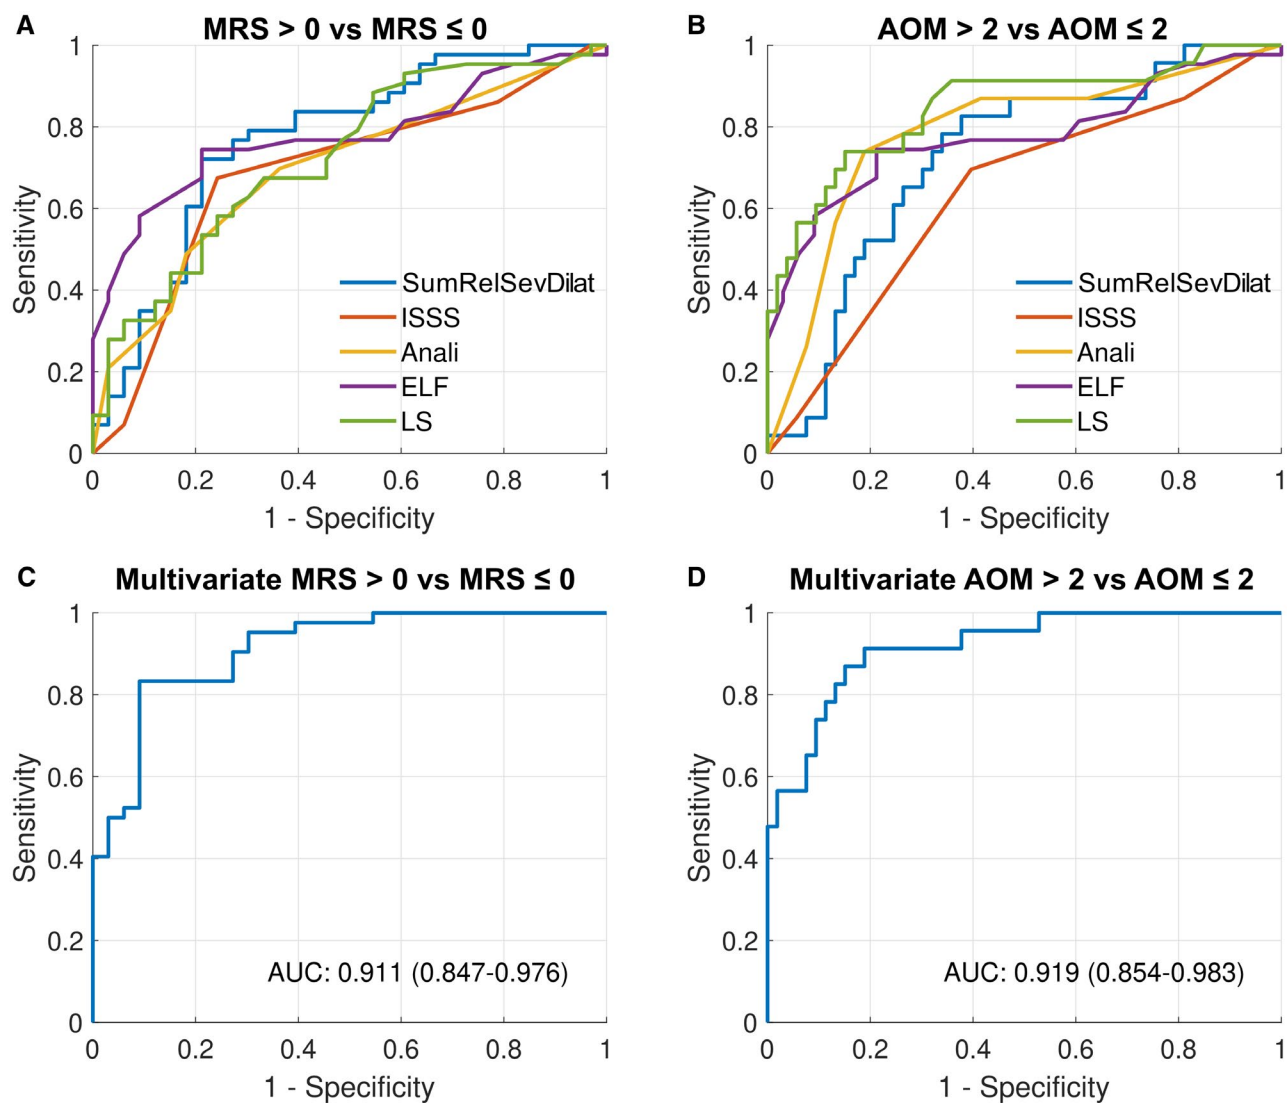 A
MRS > 0 vs MRS ≤ 0
1
0.8
0.6
0.4
0.2
0
Sensitivity
SumRelSevDilat
ISSS
Anali
ELF
LS
0 0.2 0.4 0.6 0.8 1
1 - Specificity
B
AOM > 2 vs AOM ≤ 2
1
0.8
0.6
0.4
0.2
0
Sensitivity
SumRelSevDilat
ISSS
Anali
ELF
LS
0 0.2 0.4 0.6 0.8 1
1 - Specificity
C
Multivariate MRS > 0 vs MRS ≤ 0
1
0.8
0.6
0.4
0.2
0
Sensitivity
AUC: 0.911 (0.847-0.976)
0 0.2 0.4 0.6 0.8 1
1 - Specificity
D
Multivariate AOM > 2 vs AOM ≤ 2
1
0.8
0.6
0.4
0.2
0
Sensitivity
AUC: 0.919 (0.854-0.983)
0 0.2 0.4 0.6 0.8 1
1 - Specificity